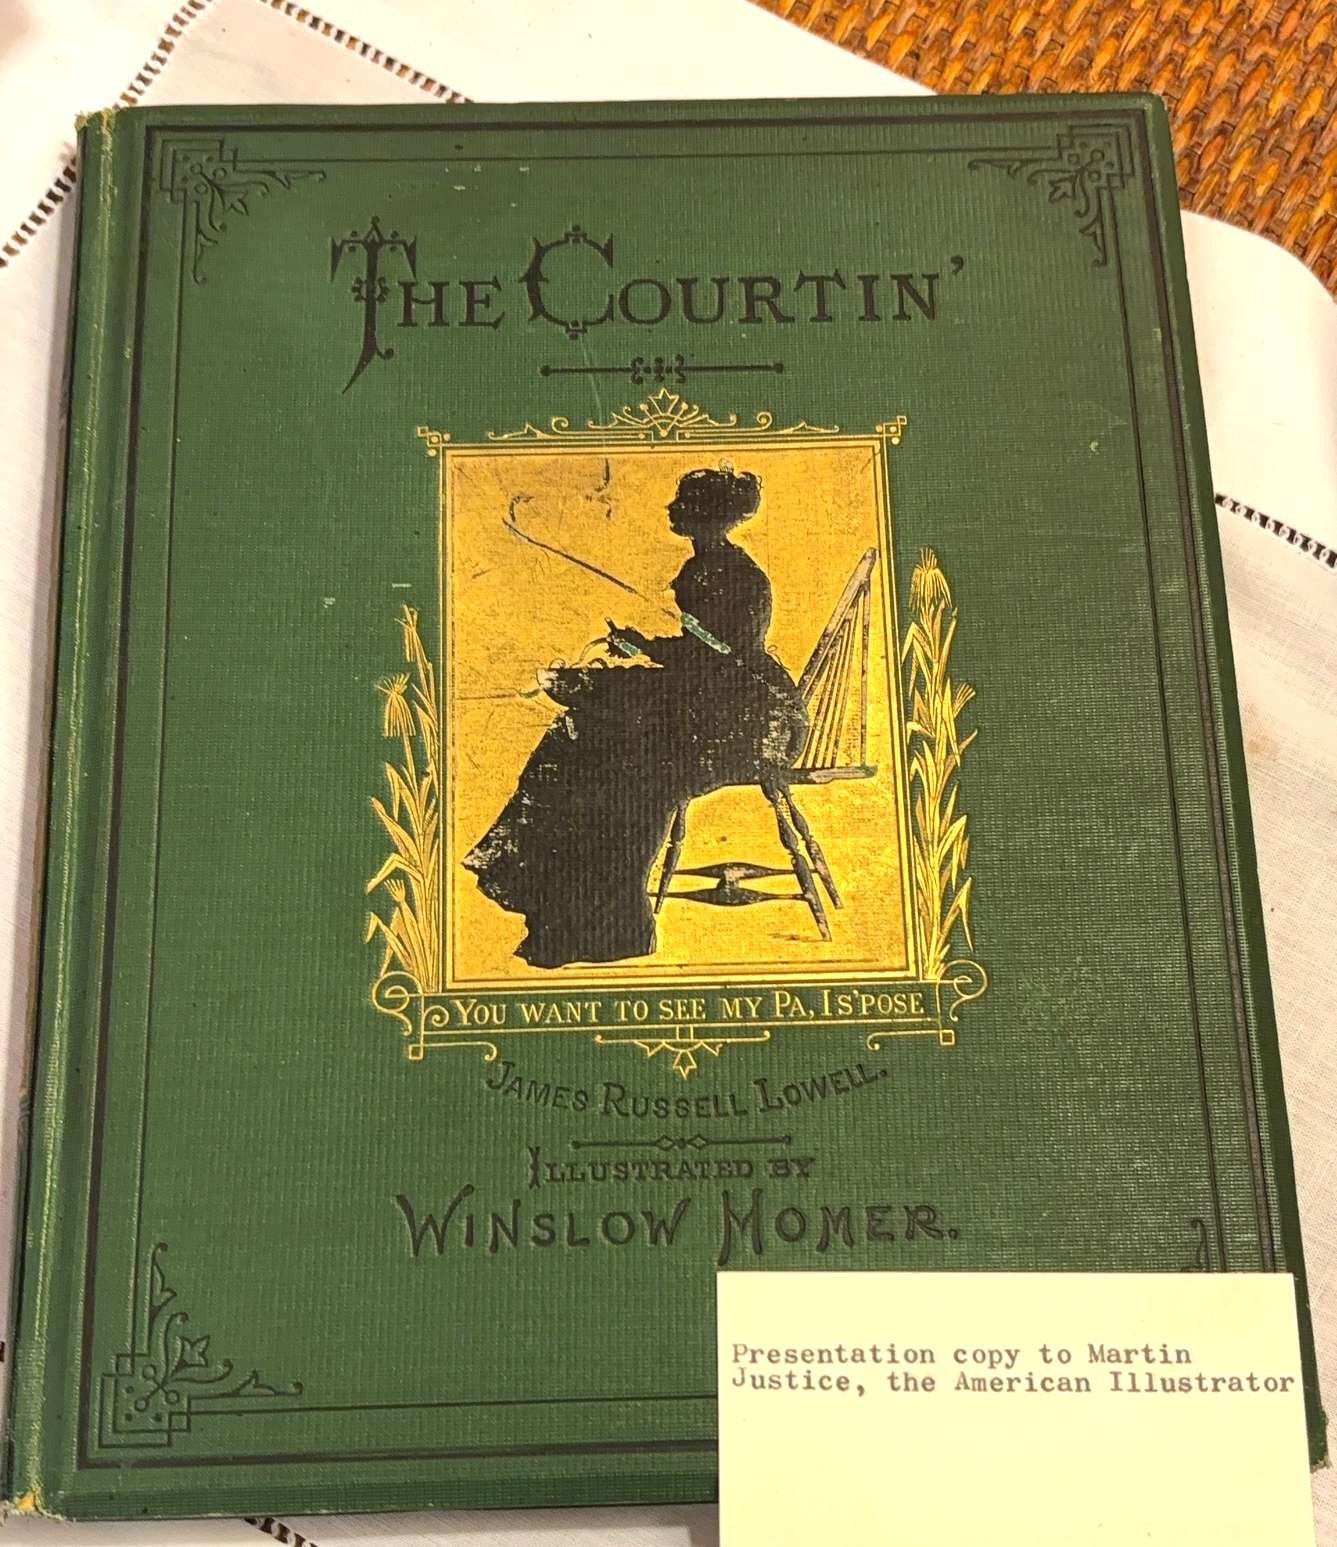 THE COURTIN'
YOU WANT TO SEE MY PA, I S'POSE.
JAMES RUSSELL LOWELL.
ILLUSTRATED BY
WINSLOW HOMER.
Presentation copy to Martin
Justice, the American Illustrator